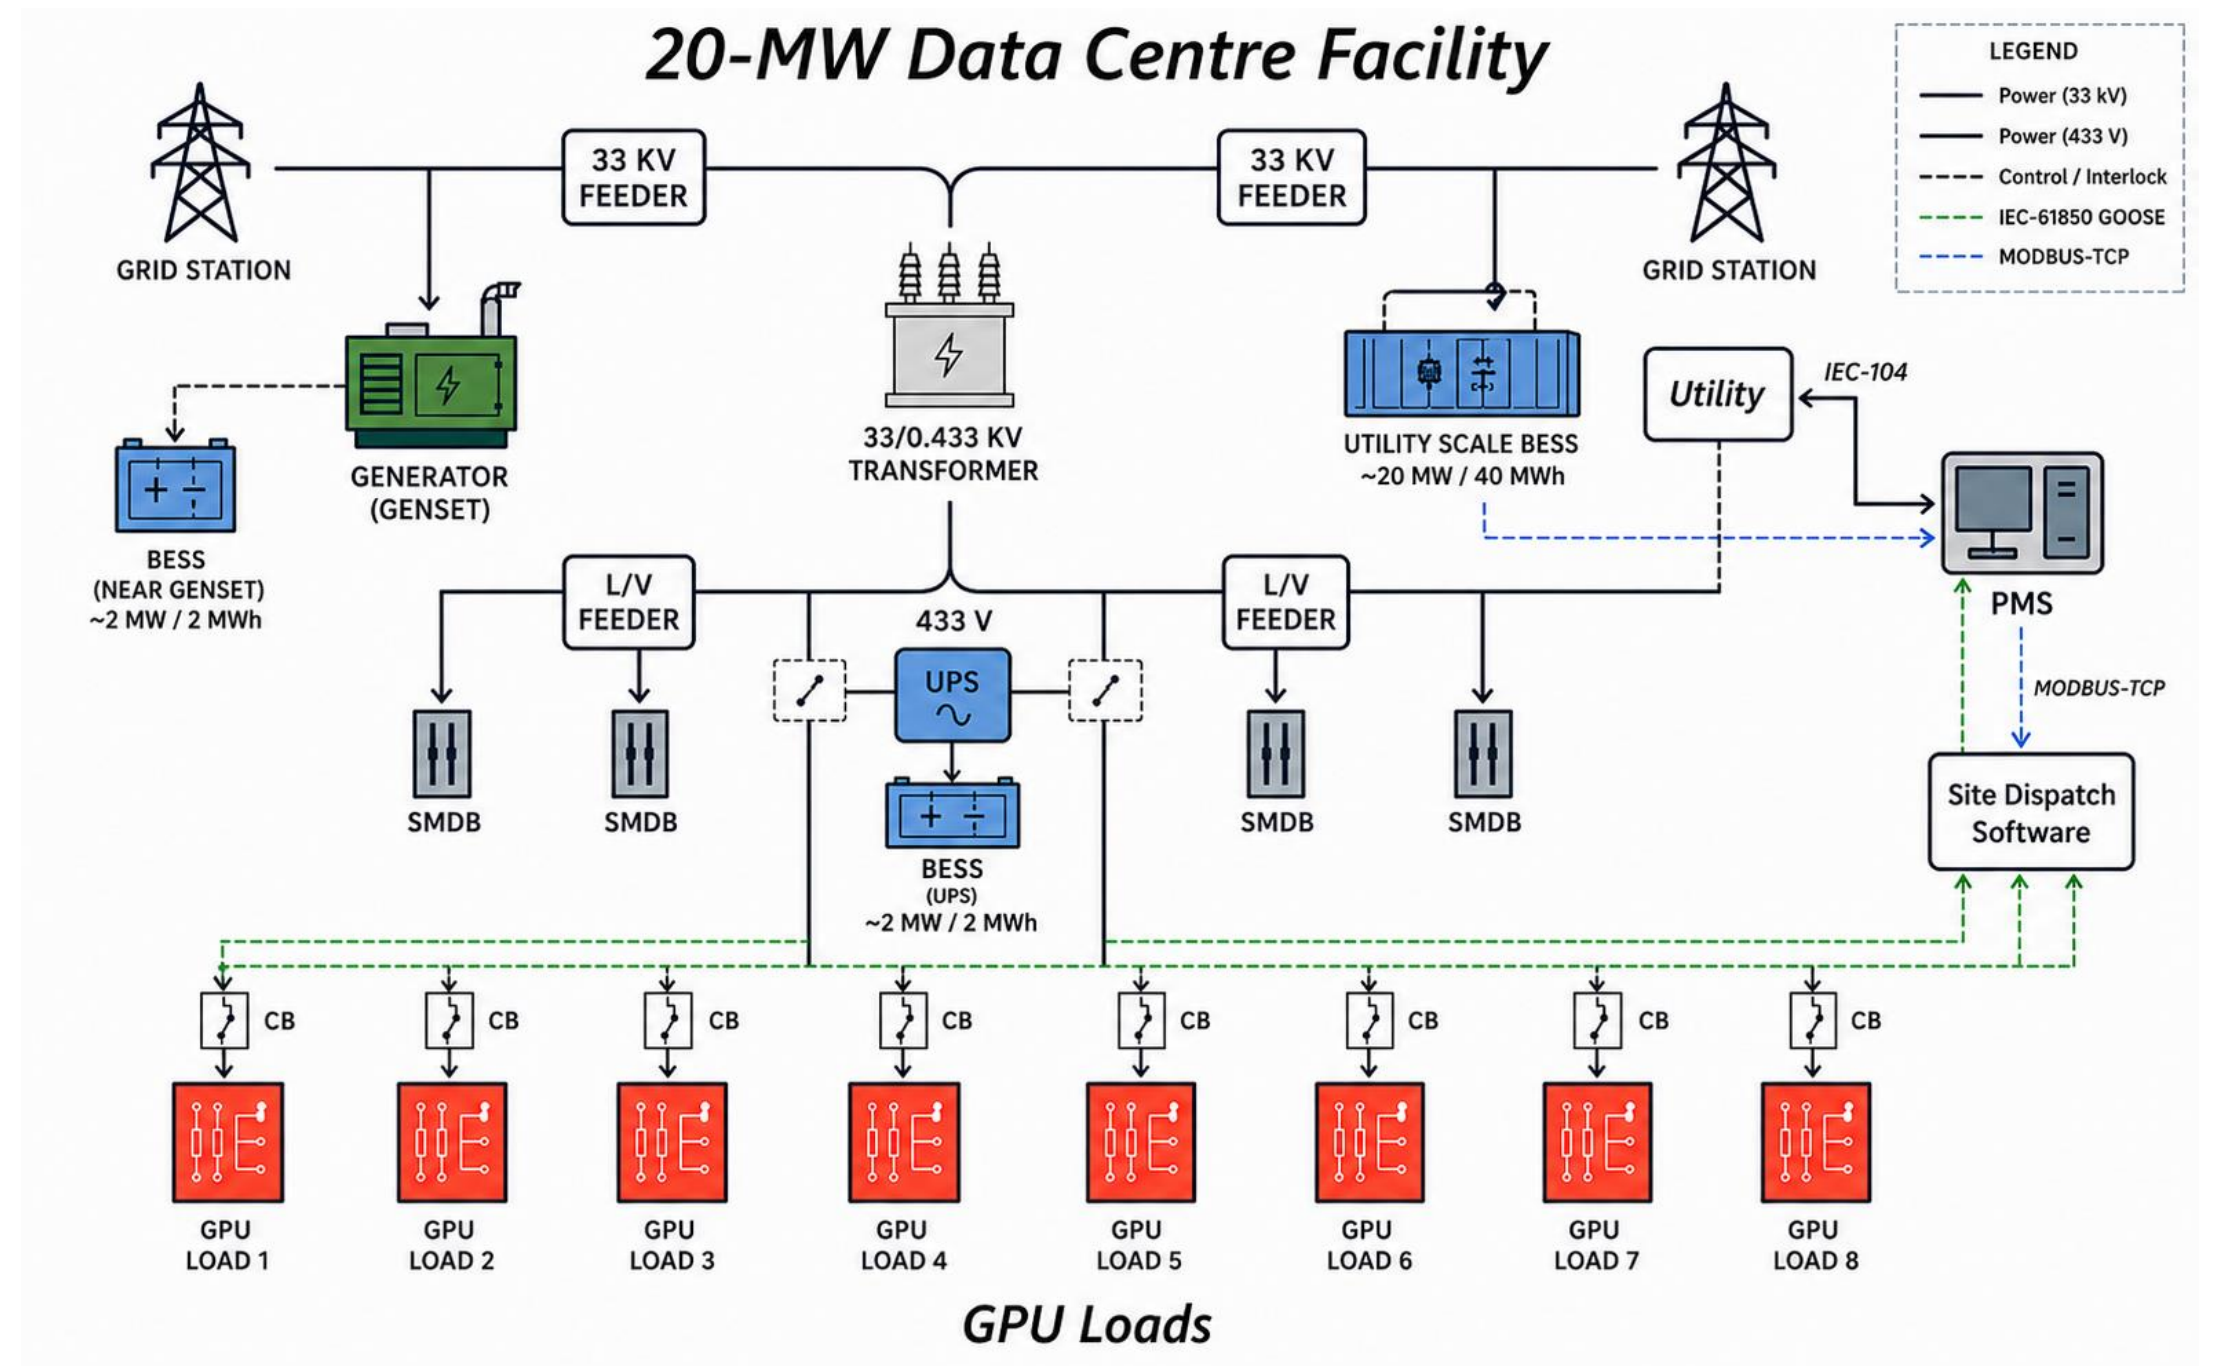 20-MW Data Centre Facility
LEGEND
Power (33 kV)
Power (433 V)
Control / Interlock
IEC-61850 GOOSE
MODBUS-TCP
33 KV
FEEDER
33 KV
FEEDER
GRID STATION
GRID STATION
GENERATOR
(GENSET)
33/0.433 KV
TRANSFORMER
UTILITY SCALE BESS
~20 MW / 40 MWh
Utility
IEC-104
BESS
(NEAR GENSET)
~2 MW / 2 MWh
PMS
L/V
FEEDER
433 V
L/V
FEEDER
UPS
MODBUS-TCP
SMDB
SMDB
SMDB
SMDB
Site Dispatch
Software
BESS
(UPS)
~2 MW / 2 MWh
CB
CB
CB
CB
CB
CB
CB
CB
GPU
LOAD 1
GPU
LOAD 2
GPU
LOAD 3
GPU
LOAD 4
GPU
LOAD 5
GPU
LOAD 6
GPU
LOAD 7
GPU
LOAD 8
GPU Loads